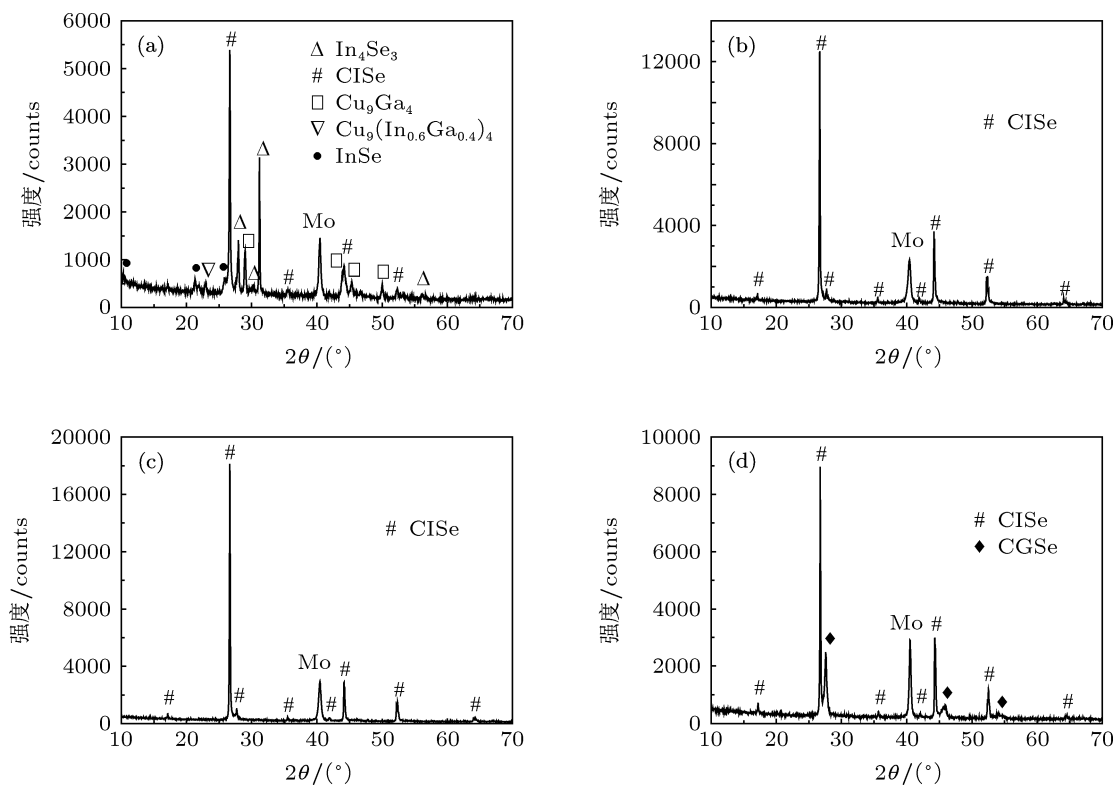 (a)
6000
5000
4000
3000
2000
1000
0
强度/counts
10 20 30 40 50 60 70
2θ/(°)
#
Δ In₄Se₃
# CISe
□ Cu₉Ga₄
▽ Cu₉(In₀.₆Ga₀.₄)₄
● InSe
Δ
Mo
Δ
□
□ #
● ● ▽ ● Δ # □ □ # Δ
(b)
12000
8000
4000
0
强度/counts
10 20 30 40 50 60 70
2θ/(°)
#
# CISe
#
Mo
# # # # # #
(c)
20000
16000
12000
8000
4000
0
强度/counts
10 20 30 40 50 60 70
2θ/(°)
#
# CISe
Mo #
# # # # # #
(d)
10000
8000
6000
4000
2000
0
强度/counts
10 20 30 40 50 60 70
2θ/(°)
#
# CISe
◆ CGSe
Mo #
◆
# # # ◆ # ◆ #